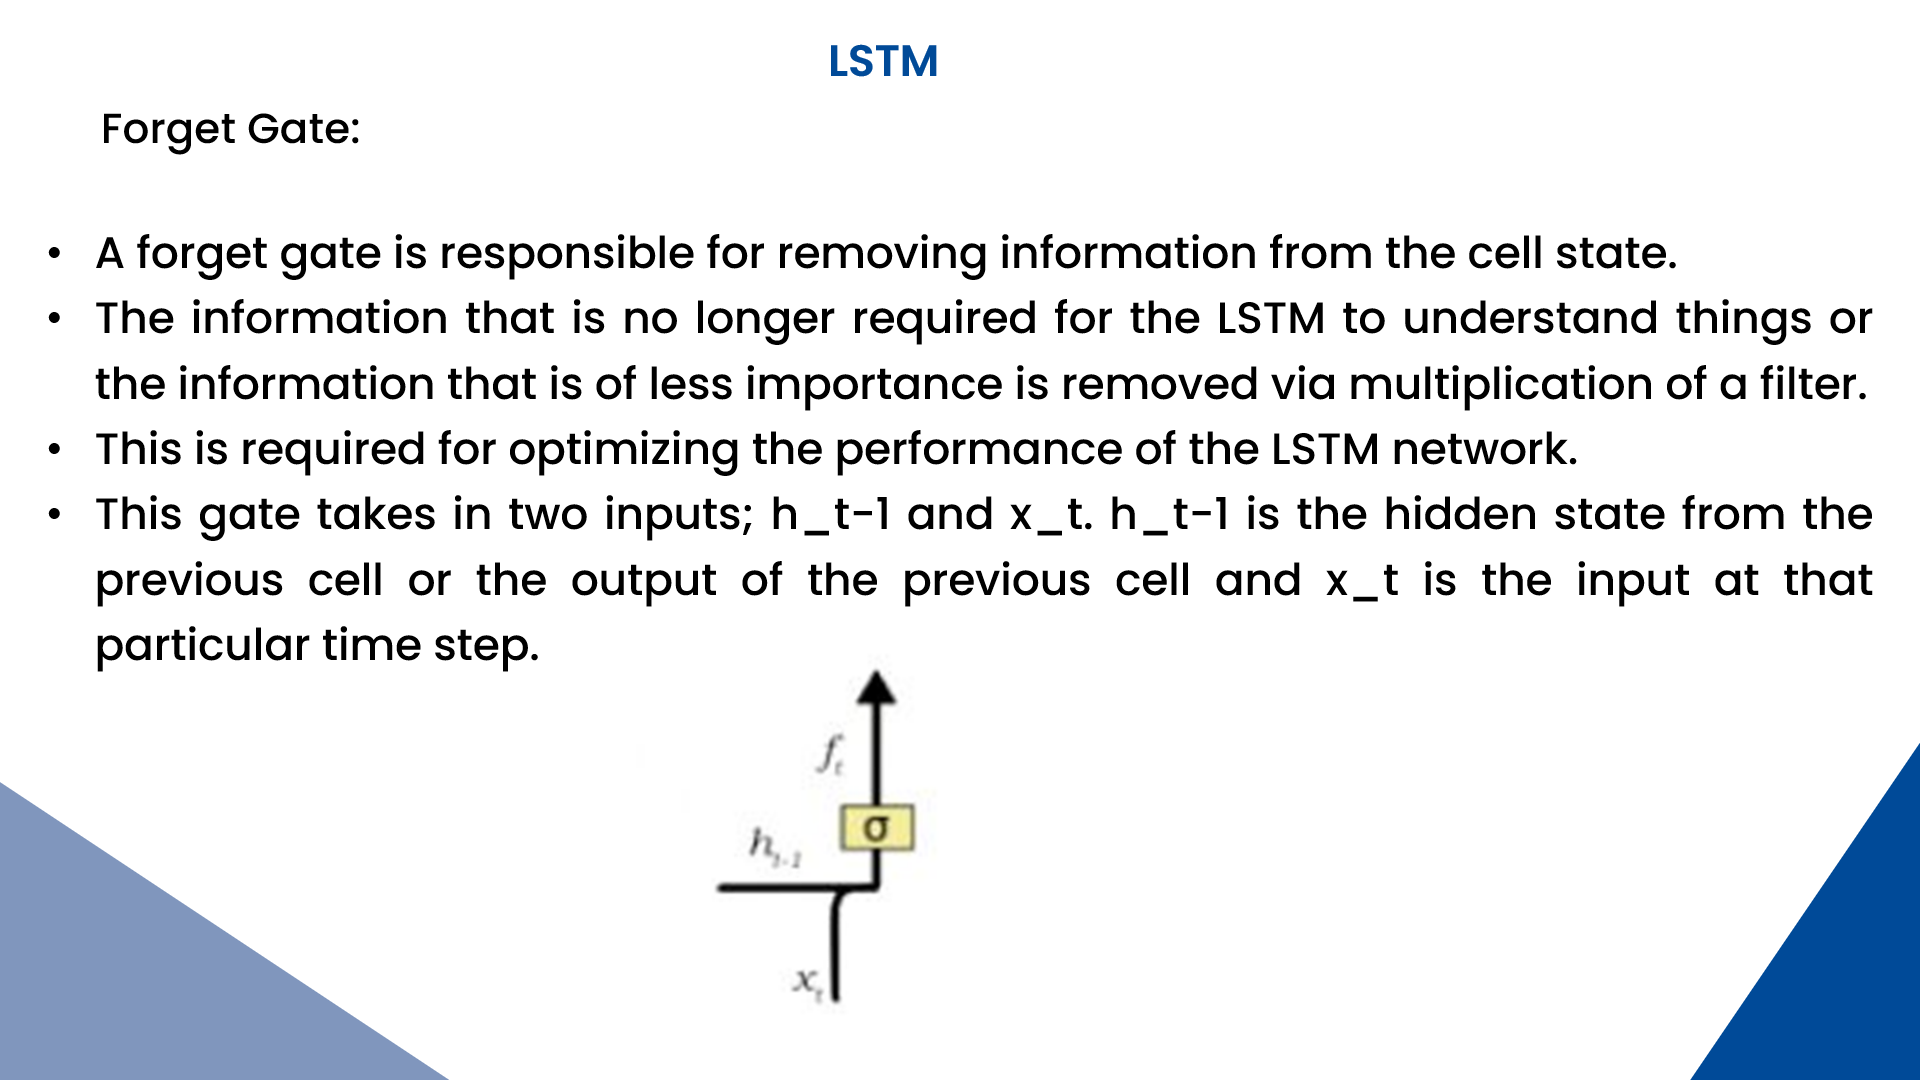 LSTM
Forget Gate:
• A forget gate is responsible for removing information from the cell state.
• The information that is no longer required for the LSTM to understand things or
the information that is of less importance is removed via multiplication of a filter.
• This is required for optimizing the performance of the LSTM network.
• This gate takes in two inputs; h_t-1 and x_t. h_t-1 is the hidden state from the
previous cell or the output of the previous cell and x_t is the input at that
particular time step.
f_t
σ
h_t-1
x_t